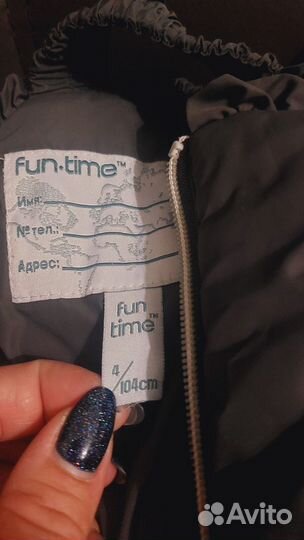 fun·time™
Имя:
№ тел.:
Адрес:
fun
time™
4/104cm
Avito